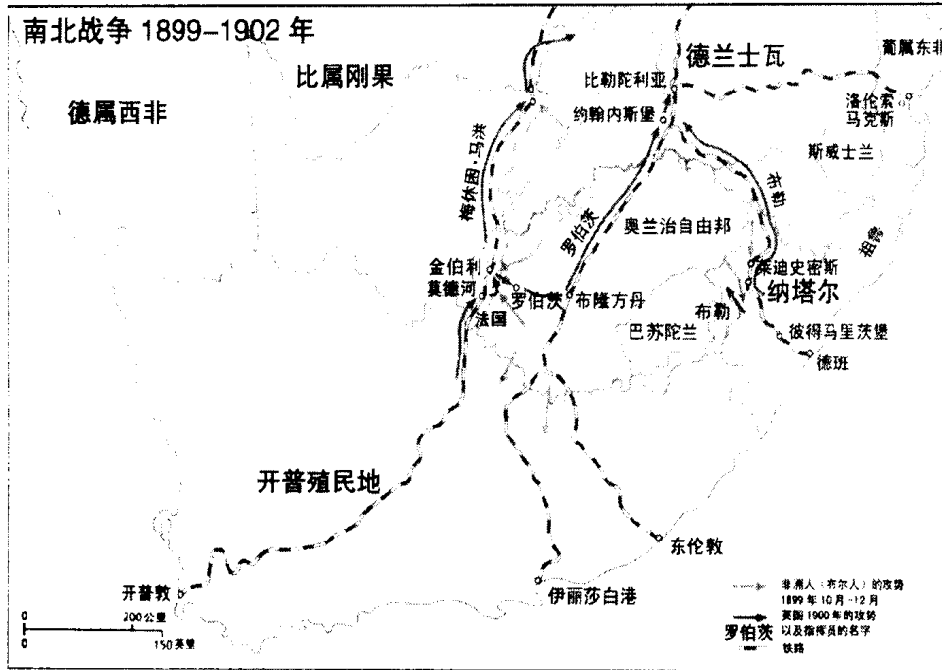 南北战争 1899–1902 年
比属刚果
德属西非
德兰士瓦
葡属东非
比勒陀利亚
约翰内斯堡
洛伦索
马克斯
斯威士兰
梅休因·马洪
罗伯茨
布勒
奥兰治自由邦
祖鲁
金伯利
莫德河
莱迪史密斯
纳塔尔
罗伯茨
布隆方丹
布勒
法国
巴苏陀兰
彼得马里茨堡
德班
开普殖民地
东伦敦
开普敦
伊丽莎白港
0 200 公里
0 150 英里
非洲人（布尔人）的攻势
1899 年 10 月–12 月
英国 1900 年的攻势
罗伯茨 以及指挥员的名字
铁路